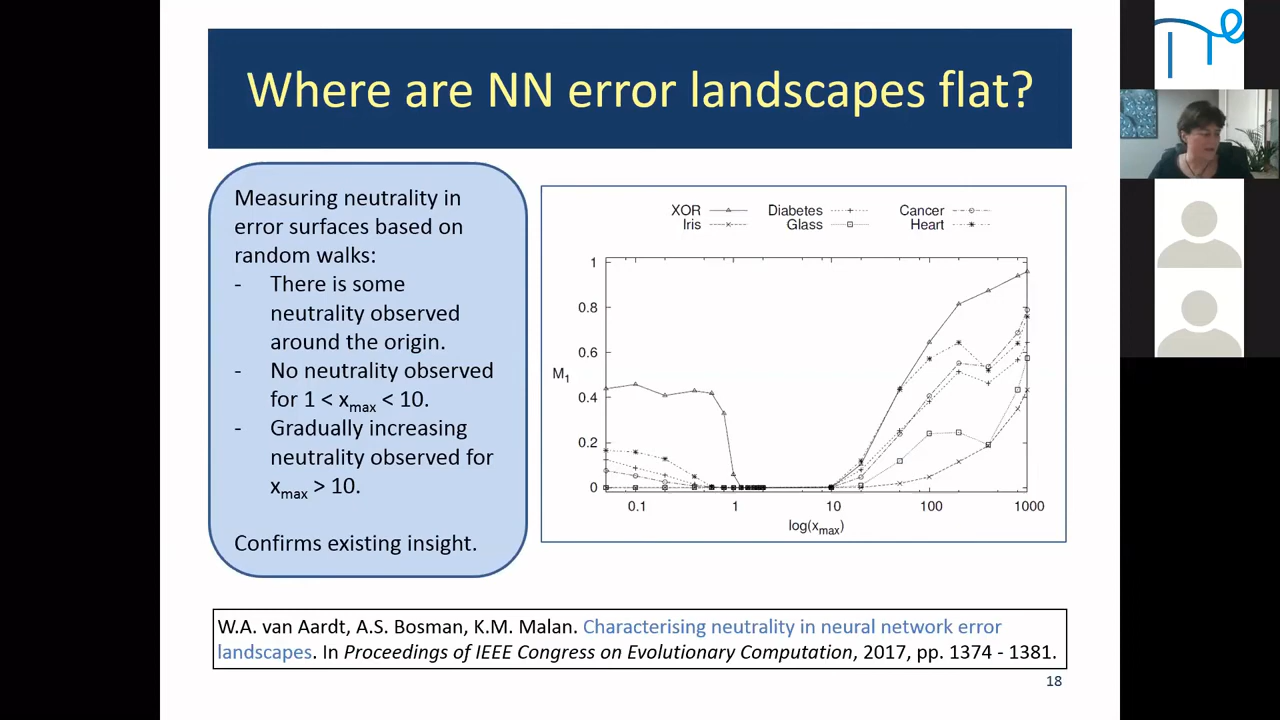 Where are NN error landscapes flat?
Measuring neutrality in
error surfaces based on
random walks:
- There is some
neutrality observed
around the origin.
- No neutrality observed
for 1 < xmax < 10.
- Gradually increasing
neutrality observed for
xmax > 10.
Confirms existing insight.
XOR Diabetes Cancer
Iris Glass Heart
1
0.8
0.6
M1
0.4
0.2
0
0.1 1 10 100 1000
log(xmax)
W.A. van Aardt, A.S. Bosman, K.M. Malan. Characterising neutrality in neural network error
landscapes. In Proceedings of IEEE Congress on Evolutionary Computation, 2017, pp. 1374 - 1381.
18